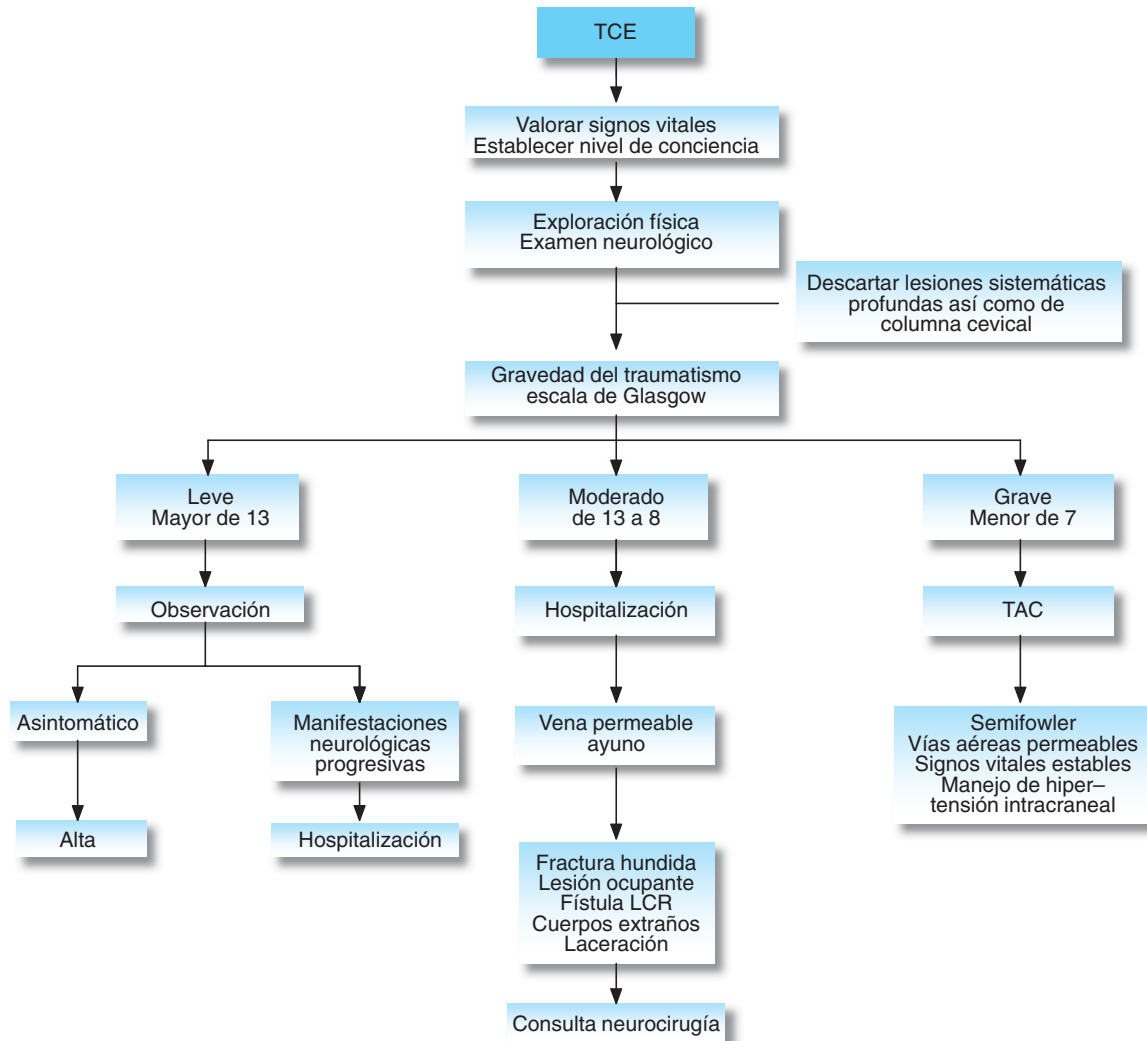 TCE
Valorar signos vitales
Establecer nivel de conciencia
Exploración física
Examen neurológico
Descartar lesiones sistemáticas
profundas así como de
columna cevical
Gravedad del traumatismo
escala de Glasgow
Leve
Mayor de 13
Moderado
de 13 a 8
Grave
Menor de 7
Observación
Hospitalización
TAC
Asintomático
Manifestaciones
neurológicas
progresivas
Vena permeable
ayuno
Semifowler
Vías aéreas permeables
Signos vitales estables
Manejo de hiper–
tensión intracraneal
Alta
Hospitalización
Fractura hundida
Lesión ocupante
Fístula LCR
Cuerpos extraños
Laceración
Consulta neurocirugía